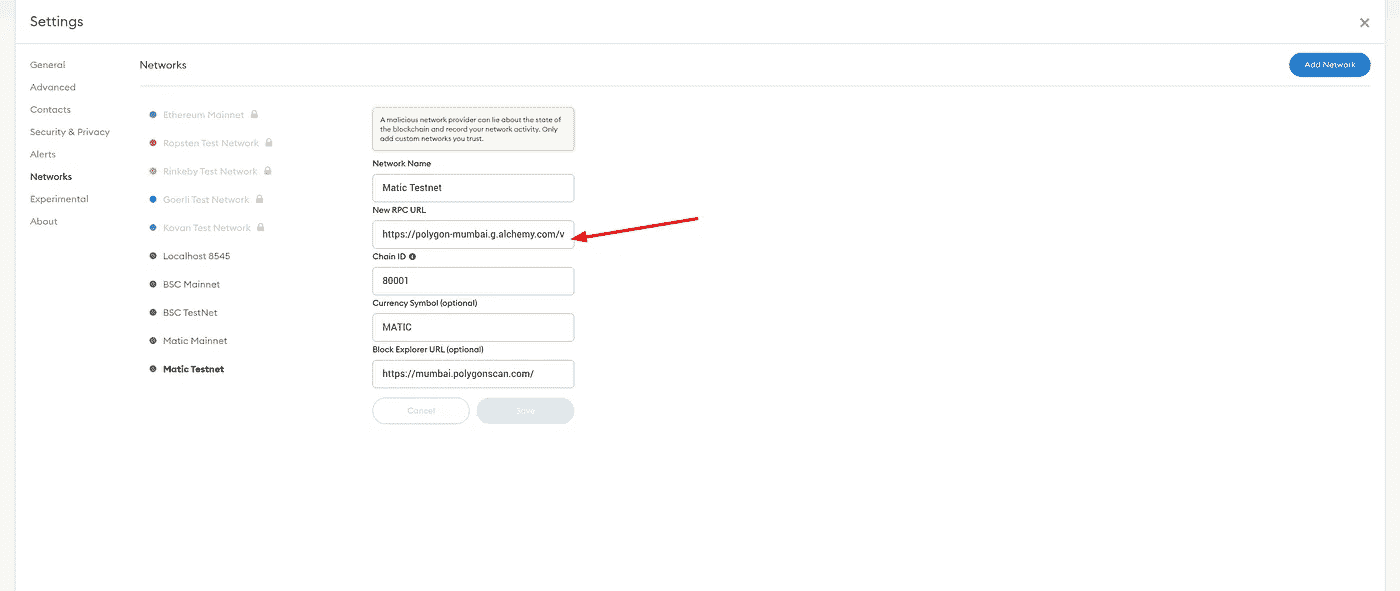 Settings
General
Advanced
Contacts
Security & Privacy
Alerts
Networks
Experimental
About
Networks
Add Network
Ethereum Mainnet
Ropsten Test Network
Rinkeby Test Network
Goerli Test Network
Kovan Test Network
Localhost 8545
BSC Mainnet
BSC TestNet
Matic Mainnet
Matic Testnet
A malicious network provider can lie about the state of
the blockchain and record your network activity. Only
add custom networks you trust.
Network Name
Matic Testnet
New RPC URL
https://polygon-mumbai.g.alchemy.com/v
Chain ID
80001
Currency Symbol (optional)
MATIC
Block Explorer URL (optional)
https://mumbai.polygonscan.com/
Cancel
Save